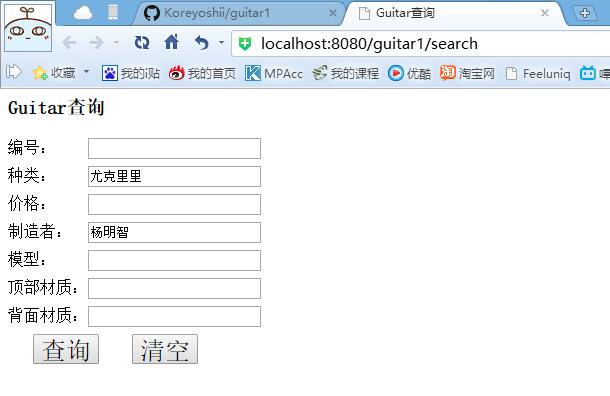 Koreyoshii/guitar1
Guitar查询
localhost:8080/guitar1/search
收藏 我的i贴 我的首页 MPAcc 我的课程 优酷 淘宝网 Feeluniq
Guitar查询
编号：
种类： 尤克里里
价格：
制造者： 杨明智
模型：
顶部材质：
背面材质：
查询 清空